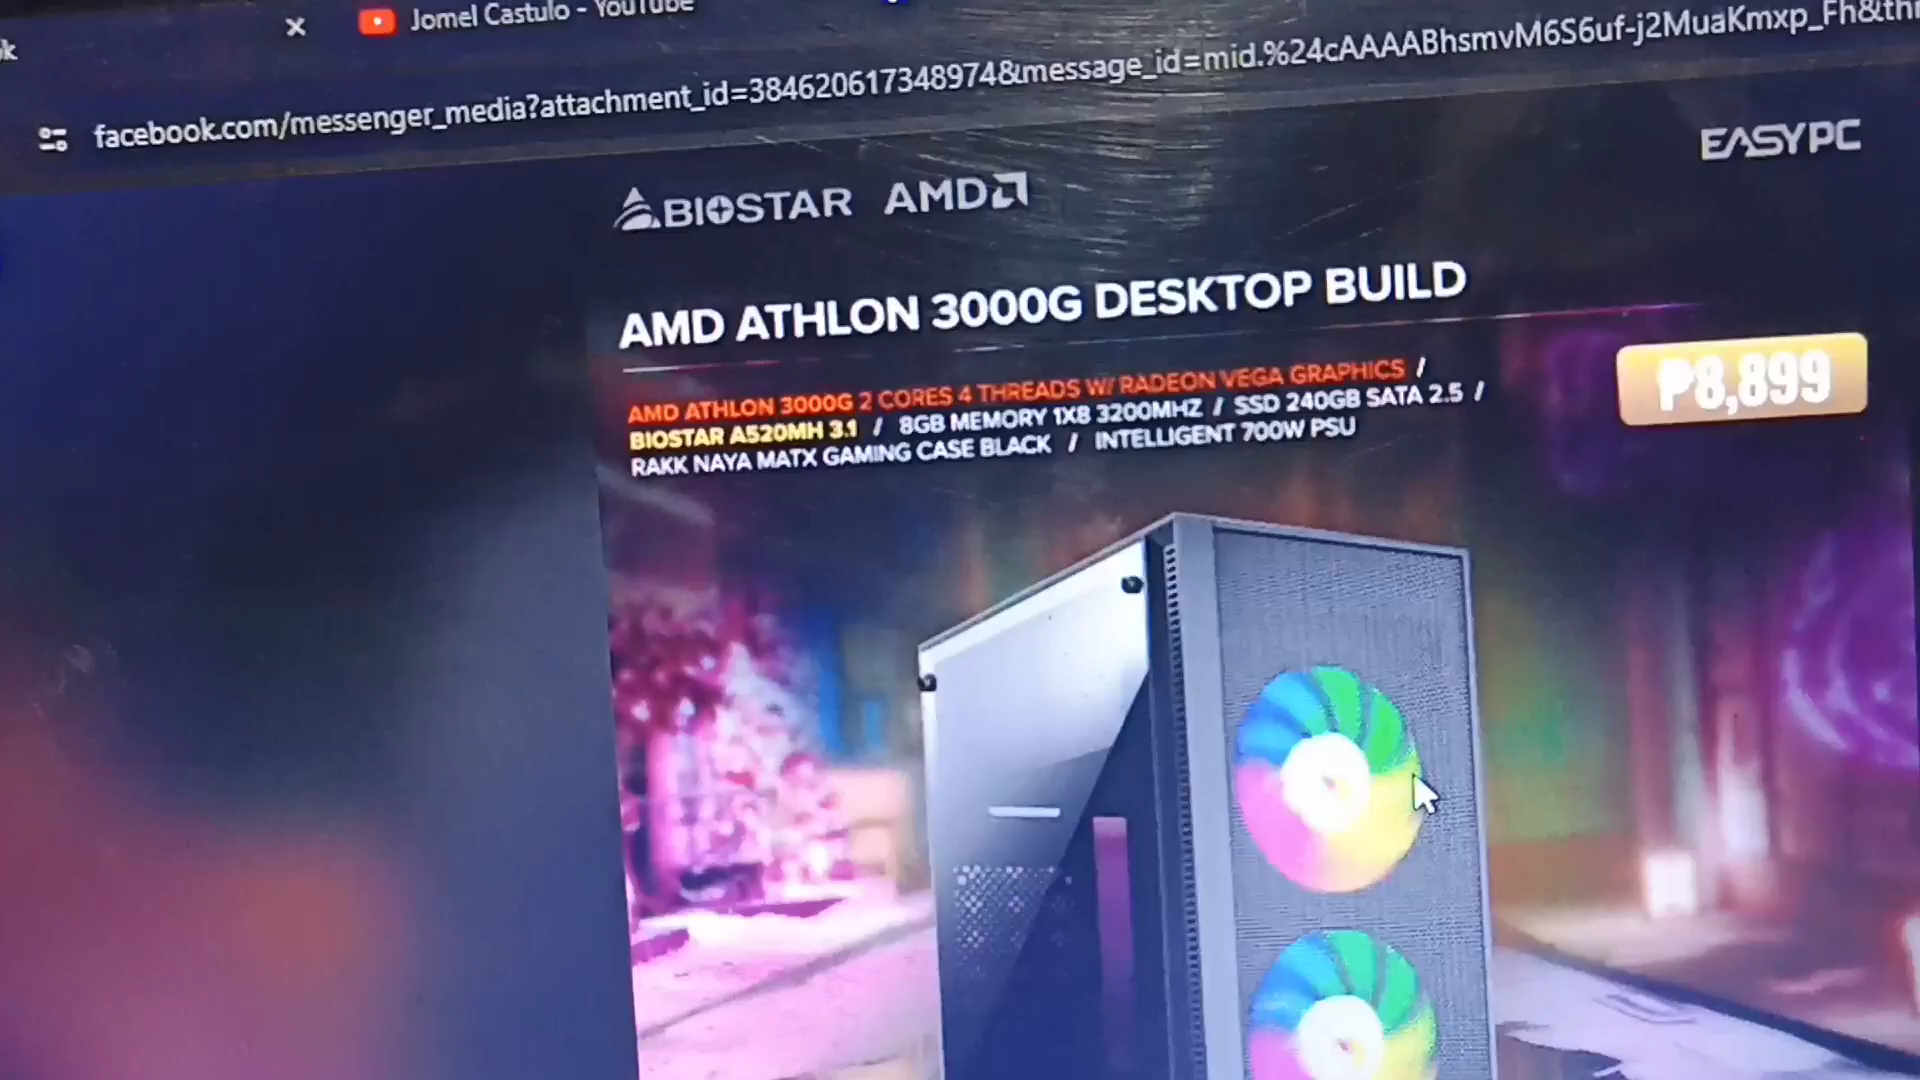 Jomel Castulo - YouTube
facebook.com/messenger_media?attachment_id=384620617348974&message_id=mid.%24cAAAABhsmvM6S6uf-j2MuaKmxp_Fh&thr
EASYPC
BIOSTAR AMD
AMD ATHLON 3000G DESKTOP BUILD
₱8,899
AMD ATHLON 3000G 2 CORES 4 THREADS W/ RADEON VEGA GRAPHICS /
BIOSTAR A520MH 3.1 / 8GB MEMORY 1X8 3200MHZ / SSD 240GB SATA 2.5 /
RAKK NAYA MATX GAMING CASE BLACK / INTELLIGENT 700W PSU